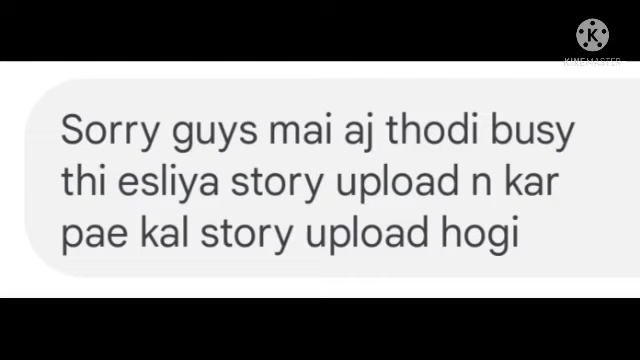 K
KINEMASTER
Sorry guys mai aj thodi busy
thi esliya story upload n kar
pae kal story upload hogi